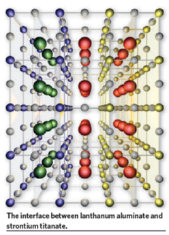 The interface between lanthanum aluminate and
strontium titanate.